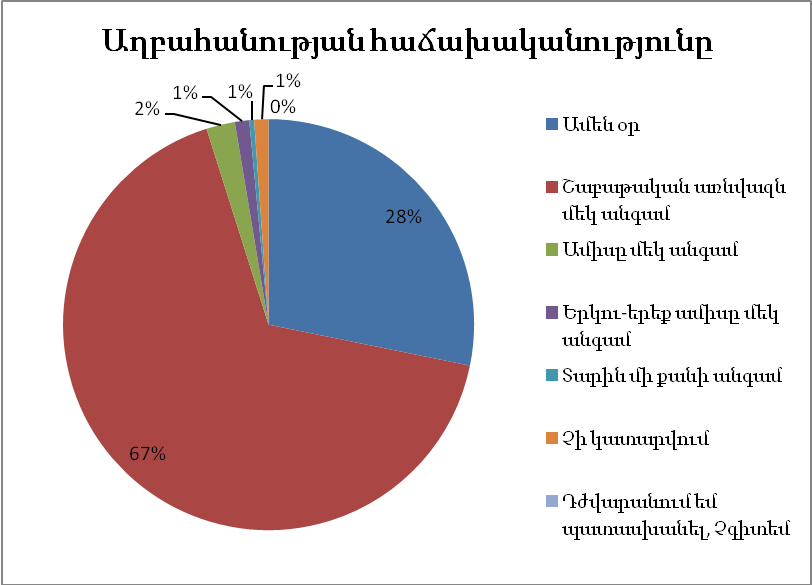 Աղբահանության հաճախականությունը
1%
1%
1%
0%
2%
28%
67%
Ամեն օր
Շաբաթական առնվազն
մեկ անգամ
Ամիսը մեկ անգամ
Երկու-երեք ամիսը մեկ
անգամ
Տարին մի քանի անգամ
Չի կատարվում
Դժվարանում եմ
պատասխանել, Չգիտեմ